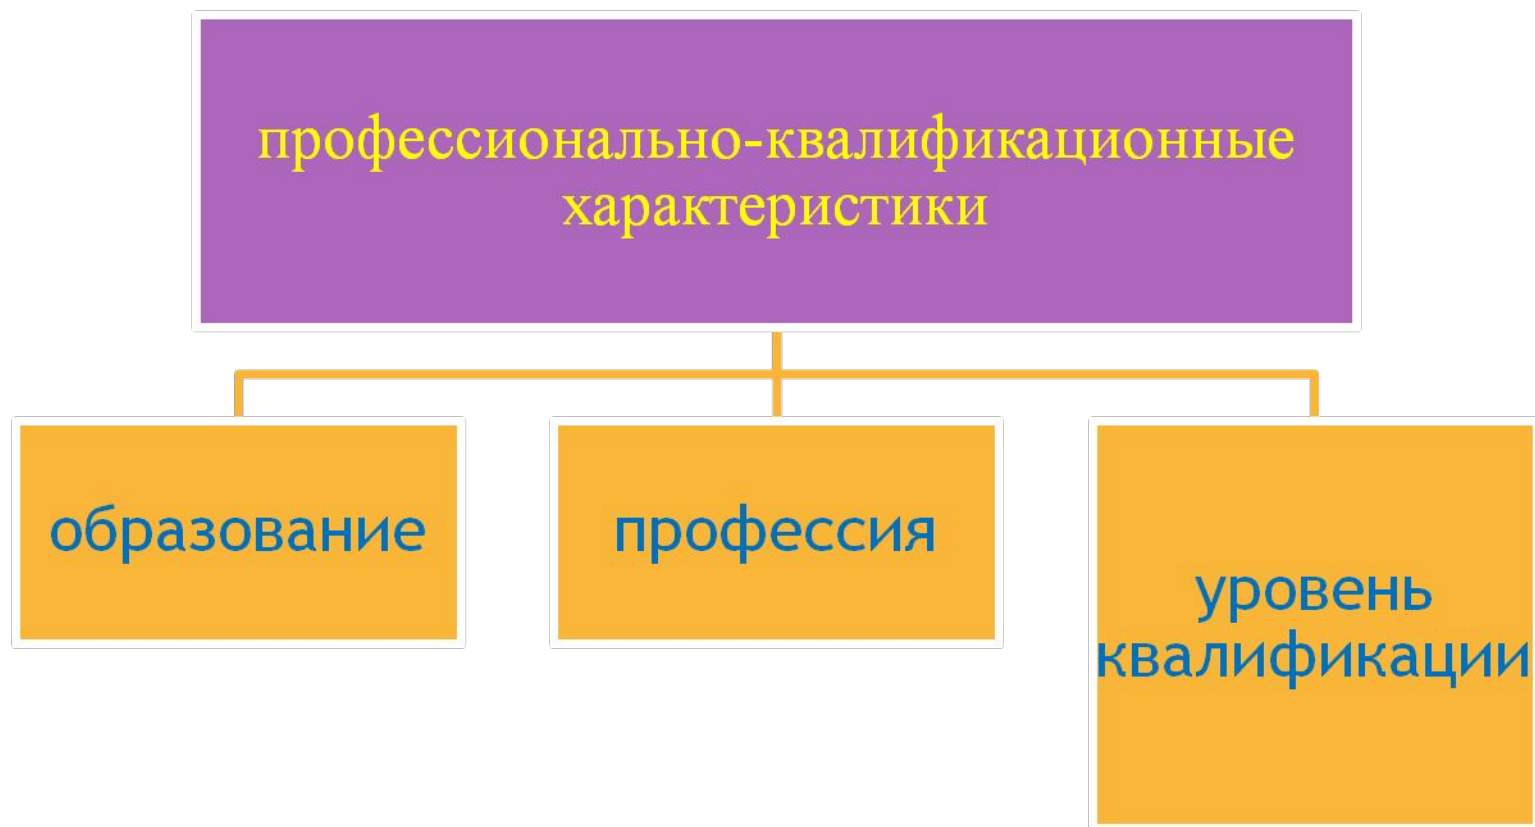 профессионально-квалификационные
характеристики
образование
профессия
уровень
квалификации